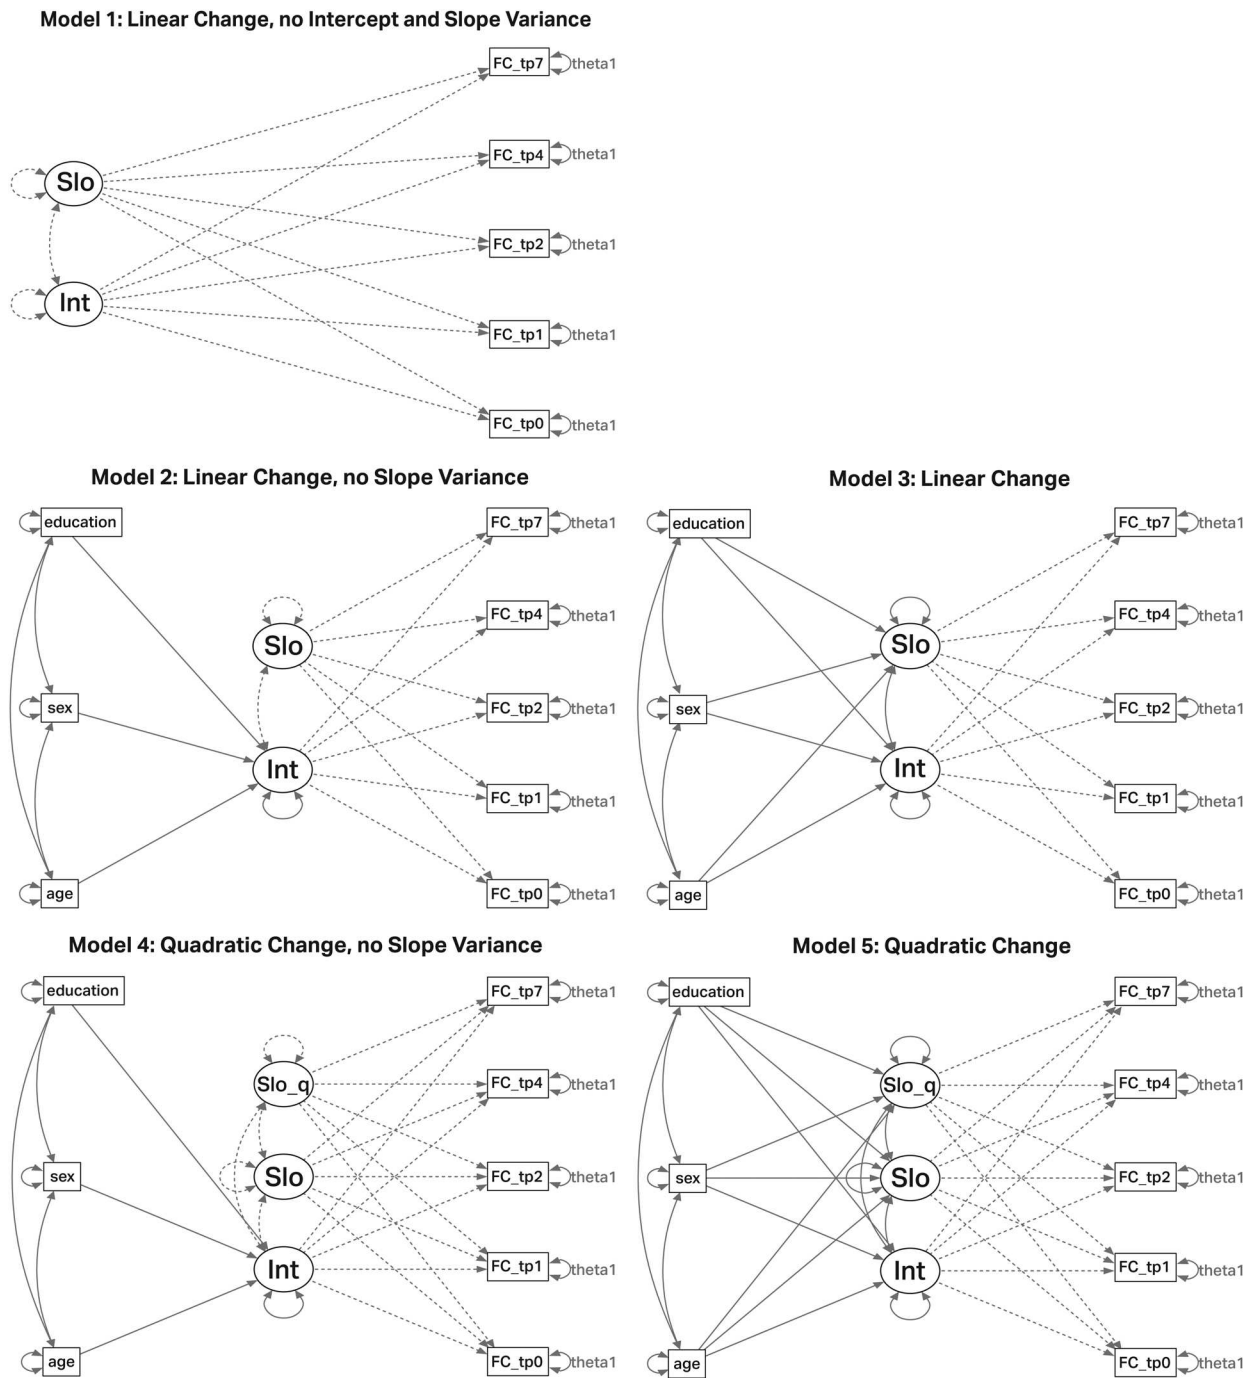 Model 1: Linear Change, no Intercept and Slope Variance
FC_tp7 theta1
FC_tp4 theta1
Slo
FC_tp2 theta1
Int
FC_tp1 theta1
FC_tp0 theta1
Model 2: Linear Change, no Slope Variance
education
FC_tp7 theta1
FC_tp4 theta1
Slo
sex
FC_tp2 theta1
Int
FC_tp1 theta1
age
FC_tp0 theta1
Model 3: Linear Change
education
FC_tp7 theta1
FC_tp4 theta1
Slo
sex
FC_tp2 theta1
Int
FC_tp1 theta1
age
FC_tp0 theta1
Model 4: Quadratic Change, no Slope Variance
education
FC_tp7 theta1
Slo_q
FC_tp4 theta1
sex
Slo
FC_tp2 theta1
Int
FC_tp1 theta1
age
FC_tp0 theta1
Model 5: Quadratic Change
education
FC_tp7 theta1
Slo_q
FC_tp4 theta1
sex
Slo
FC_tp2 theta1
Int
FC_tp1 theta1
age
FC_tp0 theta1